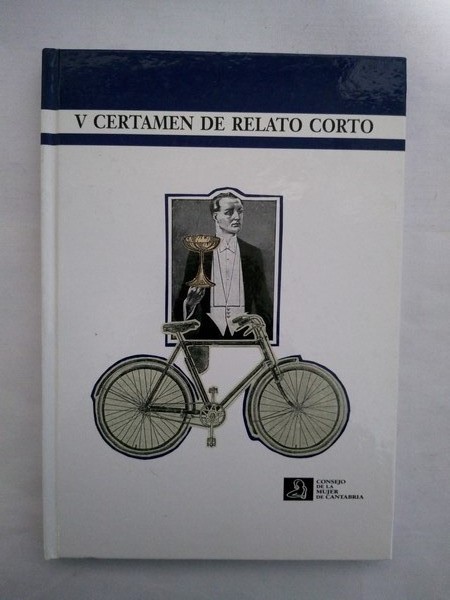 V CERTAMEN DE RELATO CORTO
CONSEJO
DE LA
MUJER
DE CANTABRIA